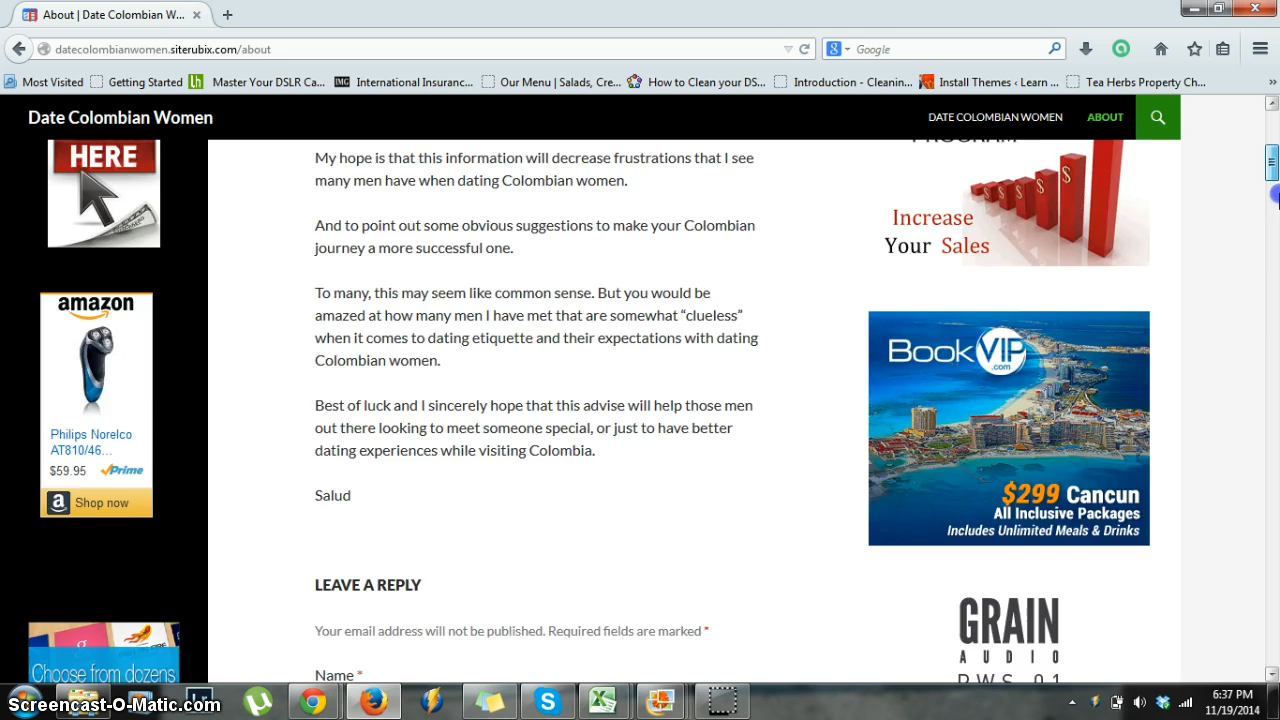 About | Date Colombian W...
datecolombianwomen.siterubix.com/about
Google
Most Visited
Getting Started
Master Your DSLR Ca...
International Insuranc...
Our Menu | Salads, Cre...
How to Clean your DS...
Introduction - Cleanin...
Install Themes ‹ Learn ...
Tea Herbs Property Ch...
Date Colombian Women
DATE COLOMBIAN WOMEN
ABOUT
HERE
amazon
Philips Norelco
AT810/46...
$59.95 Prime
Shop now
Choose from dozens
My hope is that this information will decrease frustrations that I see
many men have when dating Colombian women.
And to point out some obvious suggestions to make your Colombian
journey a more successful one.
To many, this may seem like common sense. But you would be
amazed at how many men I have met that are somewhat “clueless”
when it comes to dating etiquette and their expectations with dating
Colombian women.
Best of luck and I sincerely hope that this advise will help those men
out there looking to meet someone special, or just to have better
dating experiences while visiting Colombia.
Salud
LEAVE A REPLY
Your email address will not be published. Required fields are marked *
Name *
PROGRAM
Increase
Your Sales
BookVIP
.com
$299 Cancun
All Inclusive Packages
Includes Unlimited Meals & Drinks
GRAIN
AUDIO
PWS 01
Screencast-O-Matic.com
6:37 PM
11/19/2014